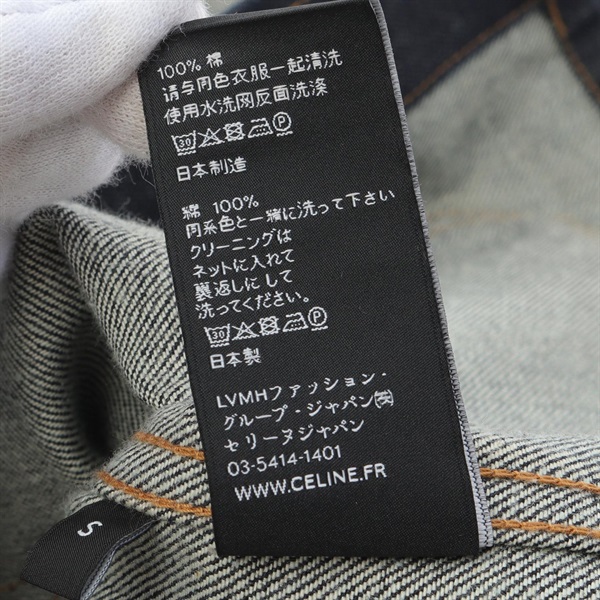 100% 棉
请与同色衣服一起清洗
使用水洗网反面洗涤
30 P
日本制造
綿 100%
同系色と一緒に洗って下さい
クリーニングは
ネットに入れて
裏返しにして
洗ってください。
30 P
日本製
LVMHファッション・
グループ・ジャパン㈱
セリーヌジャパン
03-5414-1401
WWW.CELINE.FR
S